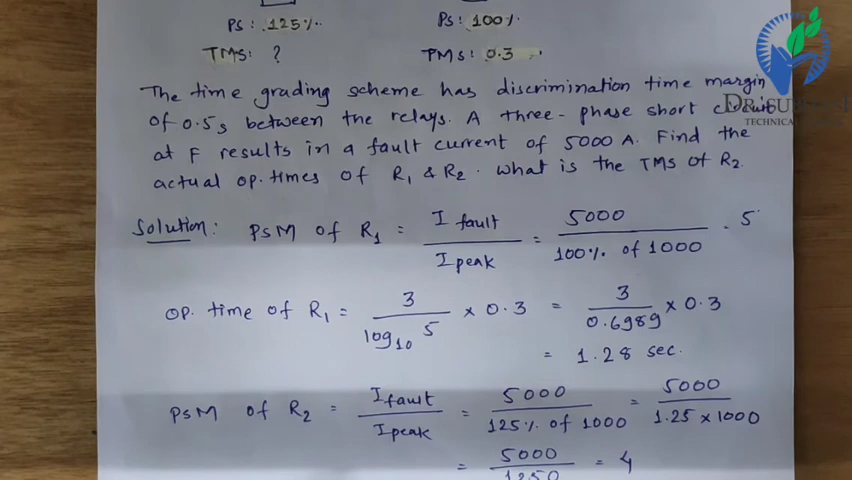 PS: 125%. PS: 100%
TMS: ? TMS: 0.3
The time grading scheme has discrimination time margin
of 0.5s between the relays. A three-phase short circuit
at F results in a fault current of 5000 A. Find the
actual op. times of R1 & R2. What is the TMS of R2.
Solution: PSM of R1 = I fault / I peak = 5000 / 100% of 1000 = 5
op. time of R1 = 3 / log10 5 × 0.3 = 3 / 0.6989 × 0.3
= 1.28 sec.
PSM of R2 = Ifault / Ipeak = 5000 / 125% of 1000 = 5000 / 1.25 × 1000
= 5000 / 1250 = 4
TECHNICAL